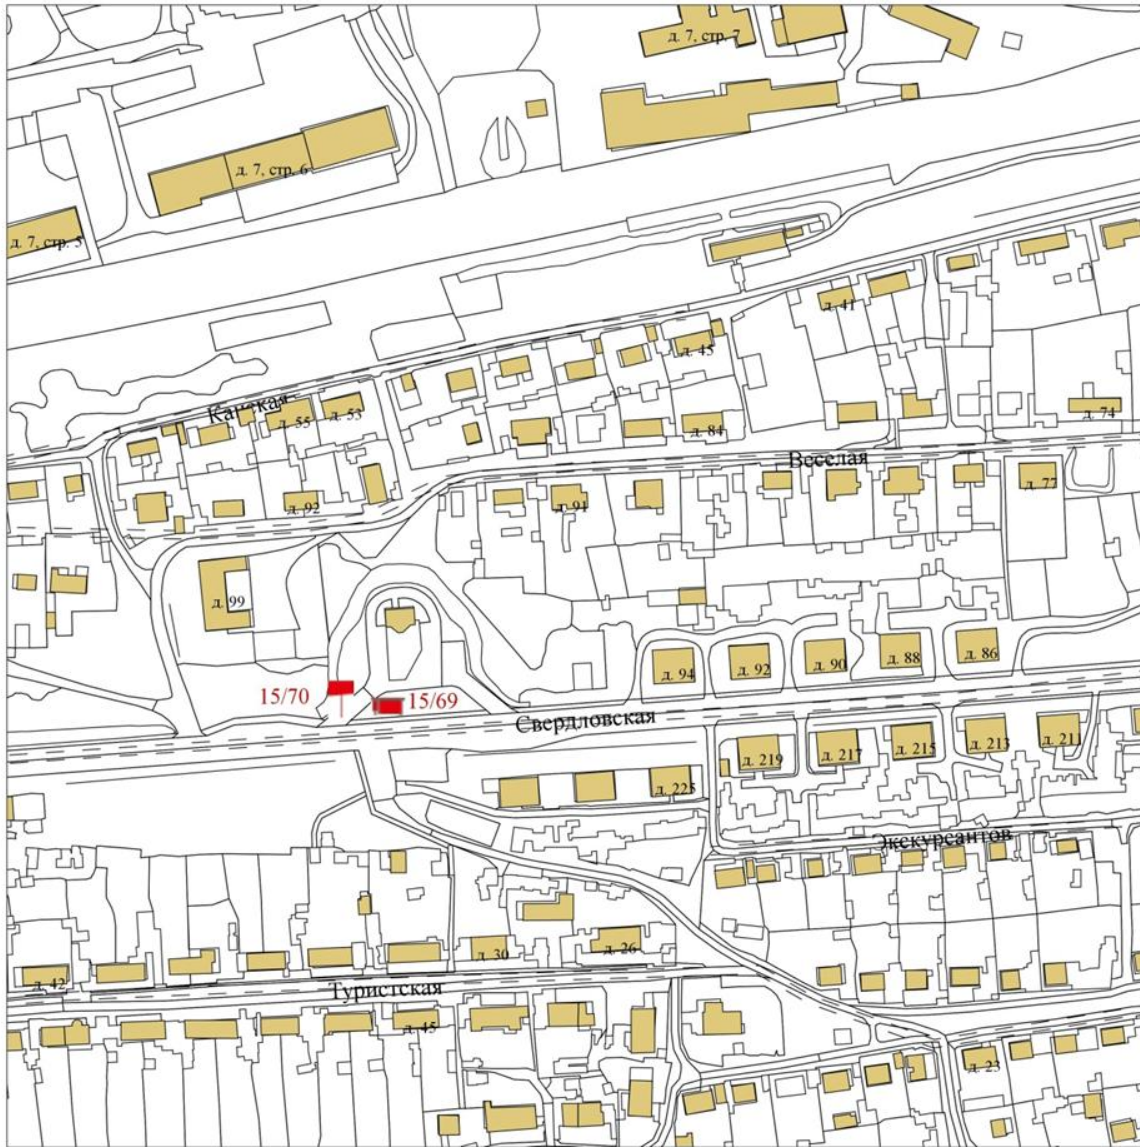 д. 7, стр. 7
д. 7, стр. 6
д. 7, стр. 5
д. 41
д. 45
Канская
д. 55
д. 53
д. 74
д. 84
Веселая
д. 77
д. 92
д. 91
д. 99
д. 94
д. 92
д. 90
д. 88
д. 86
15/70
15/69
Свердловская
д. 219
д. 217
д. 215
д. 213
д. 211
д. 225
Экскурсантов
д. 30
д. 26
д. 42
Туристская
д. 45
д. 23